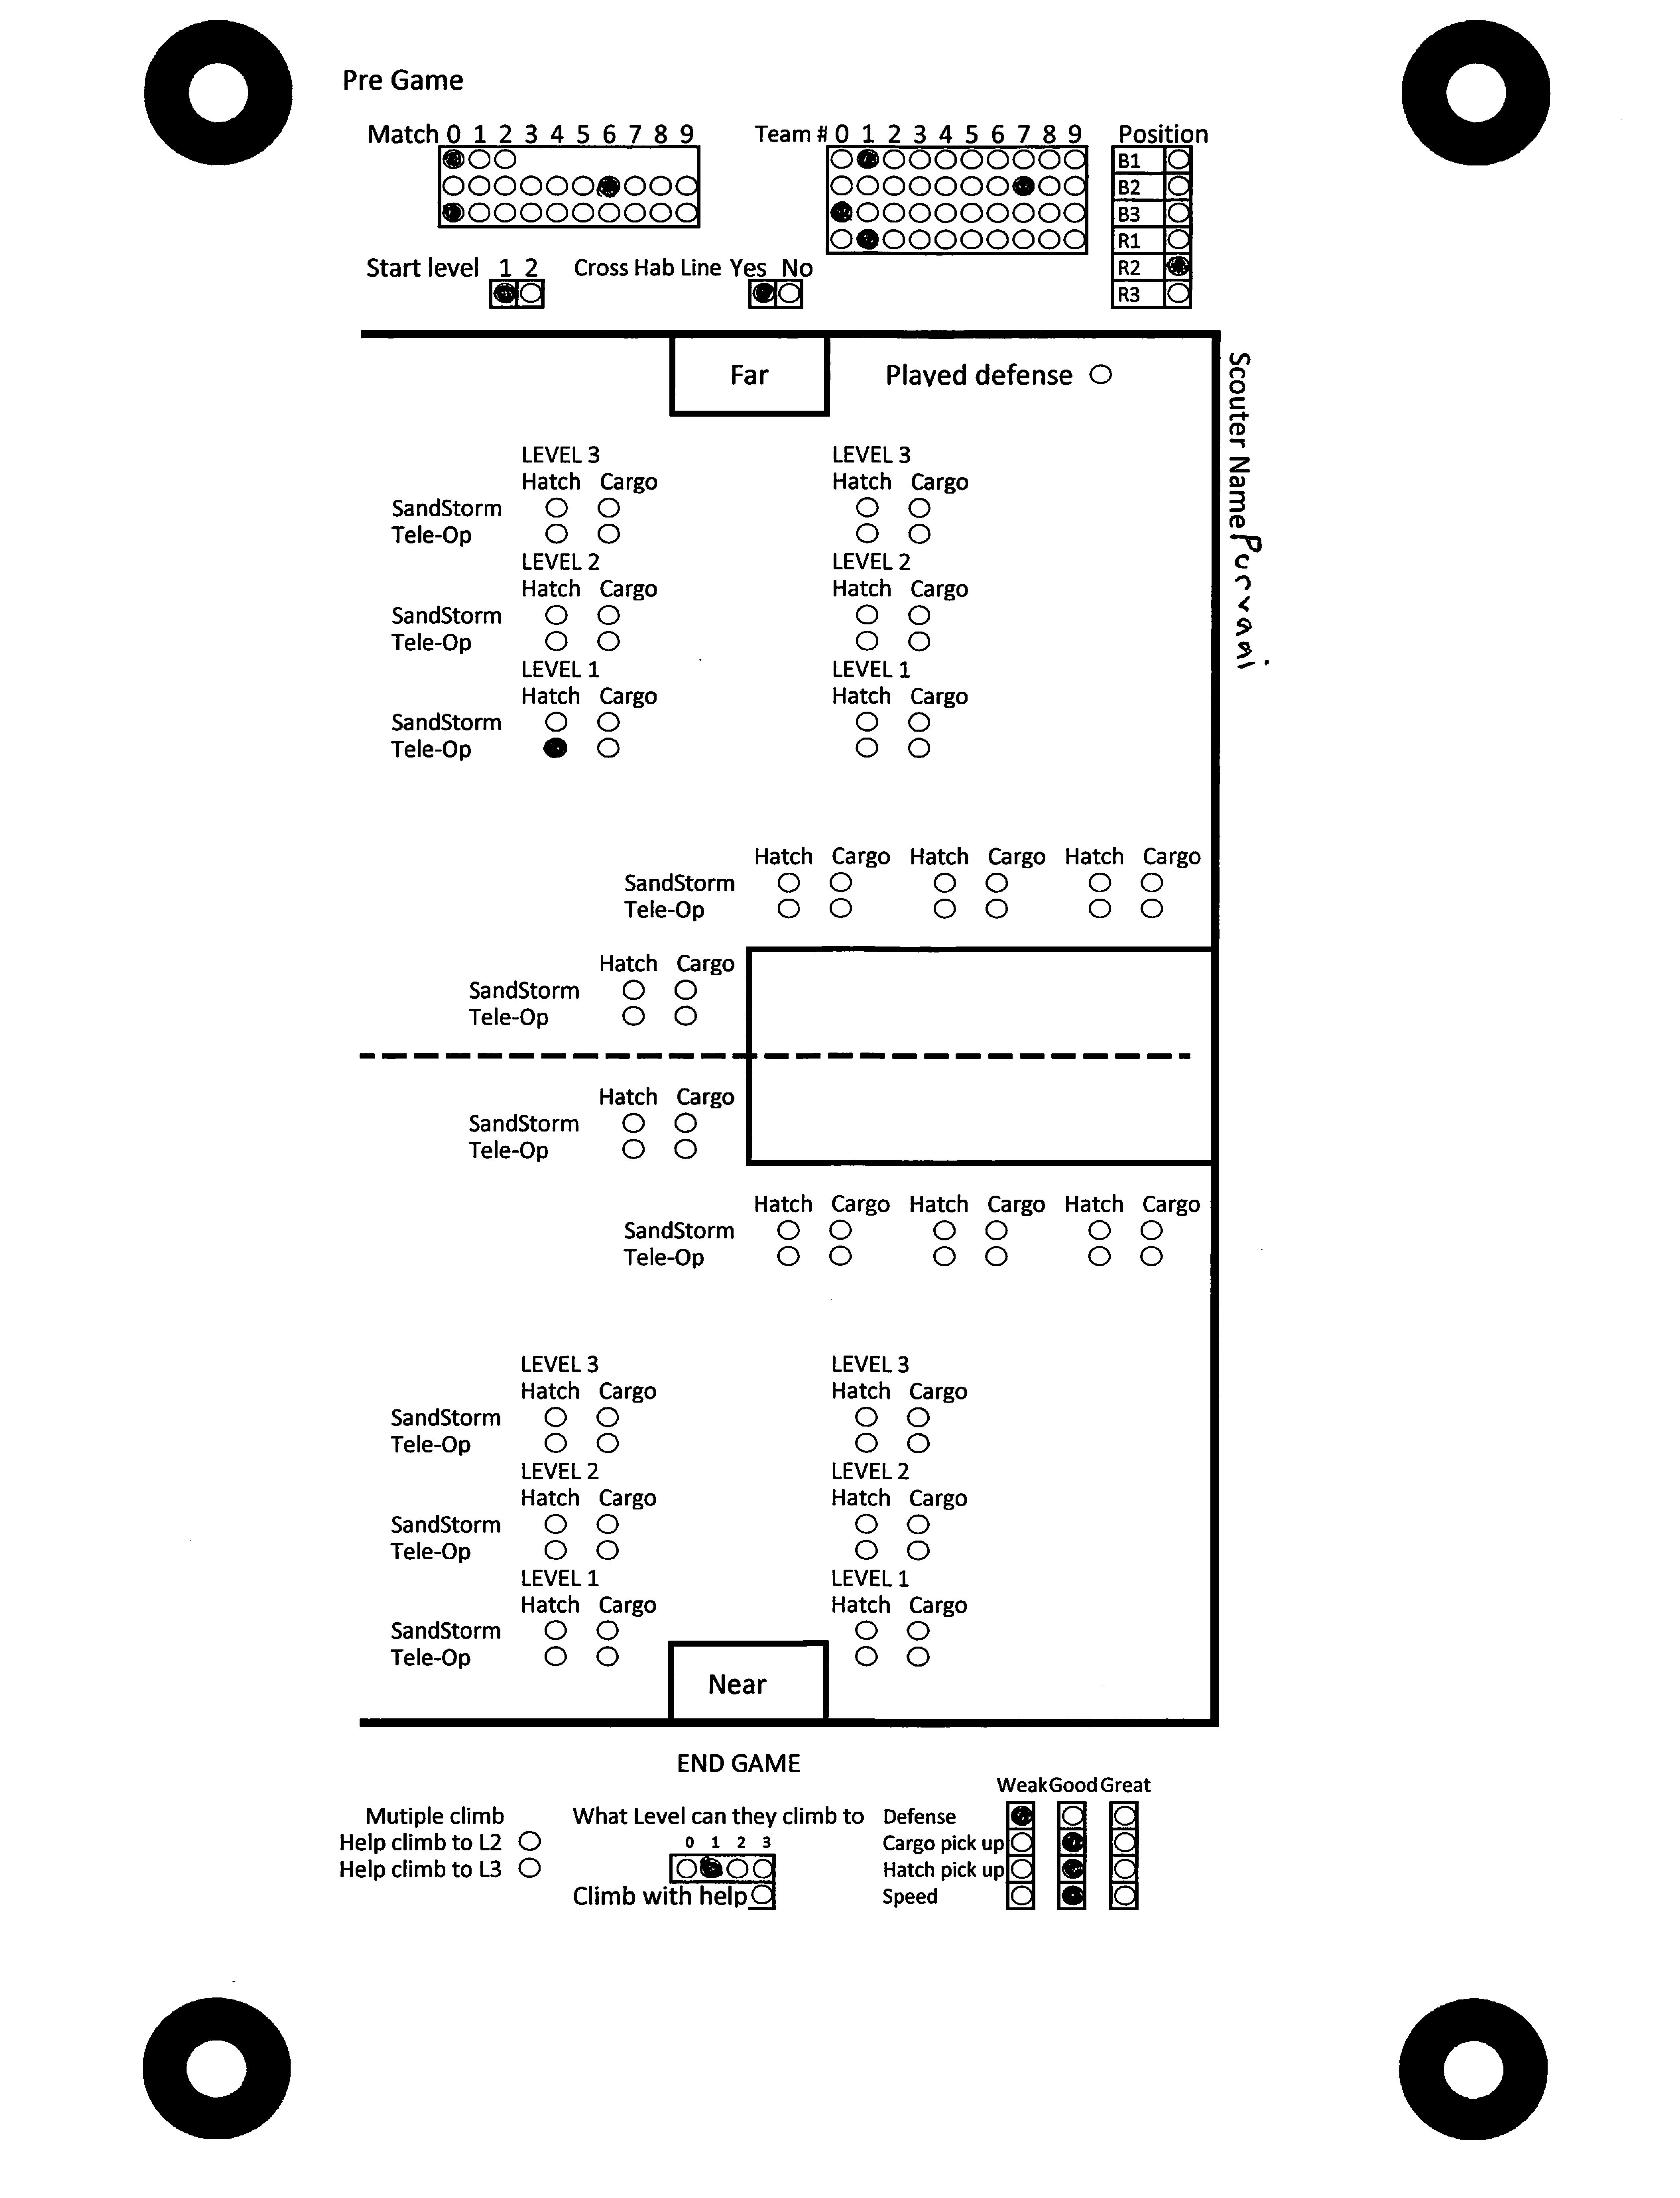 Pre Game
Match 0 1 2 3 4 5 6 7 8 9
Team # 0 1 2 3 4 5 6 7 8 9
Position
B1
B2
B3
R1
R2
R3
Start level 1 2
Cross Hab Line Yes No
Far
Played defense
Scouter Name
LEVEL 3 LEVEL 3
Hatch Cargo Hatch Cargo
SandStorm
Tele-Op
LEVEL 2 LEVEL 2
Hatch Cargo Hatch Cargo
SandStorm
Tele-Op
LEVEL 1 LEVEL 1
Hatch Cargo Hatch Cargo
SandStorm
Tele-Op
Hatch Cargo Hatch Cargo Hatch Cargo
SandStorm
Tele-Op
Hatch Cargo
SandStorm
Tele-Op
Hatch Cargo
SandStorm
Tele-Op
Hatch Cargo Hatch Cargo Hatch Cargo
SandStorm
Tele-Op
LEVEL 3 LEVEL 3
Hatch Cargo Hatch Cargo
SandStorm
Tele-Op
LEVEL 2 LEVEL 2
Hatch Cargo Hatch Cargo
SandStorm
Tele-Op
LEVEL 1 LEVEL 1
Hatch Cargo Hatch Cargo
SandStorm
Tele-Op
Near
END GAME
Mutiple climb
Help climb to L2
Help climb to L3
What Level can they climb to
0 1 2 3
Climb with help
Weak Good Great
Defense
Cargo pick up
Hatch pick up
Speed